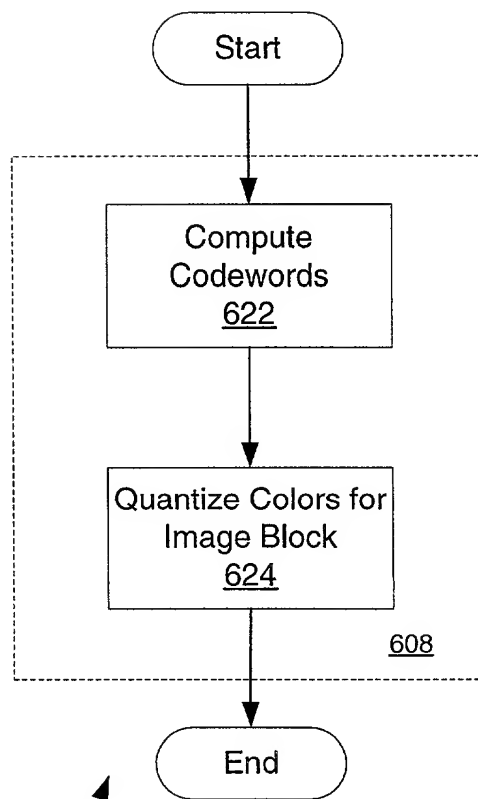 Start
Compute
Codewords
622
Quantize Colors for
Image Block
624
608
End